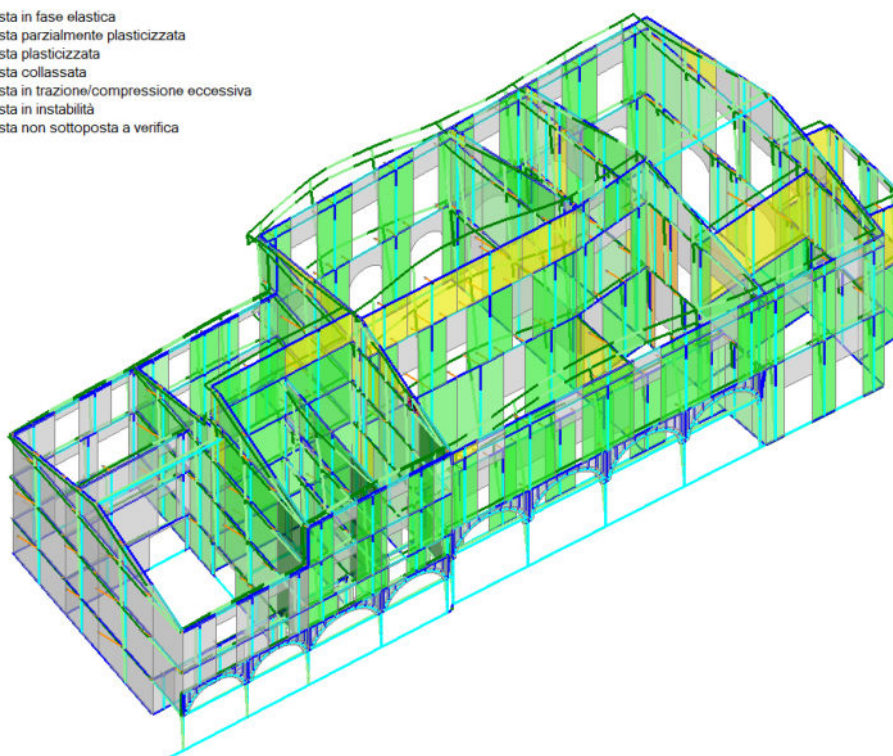 sta in fase elastica
sta parzialmente plasticizzata
sta plasticizzata
sta collassata
sta in trazione/compressione eccessiva
sta in instabilità
sta non sottoposta a verifica